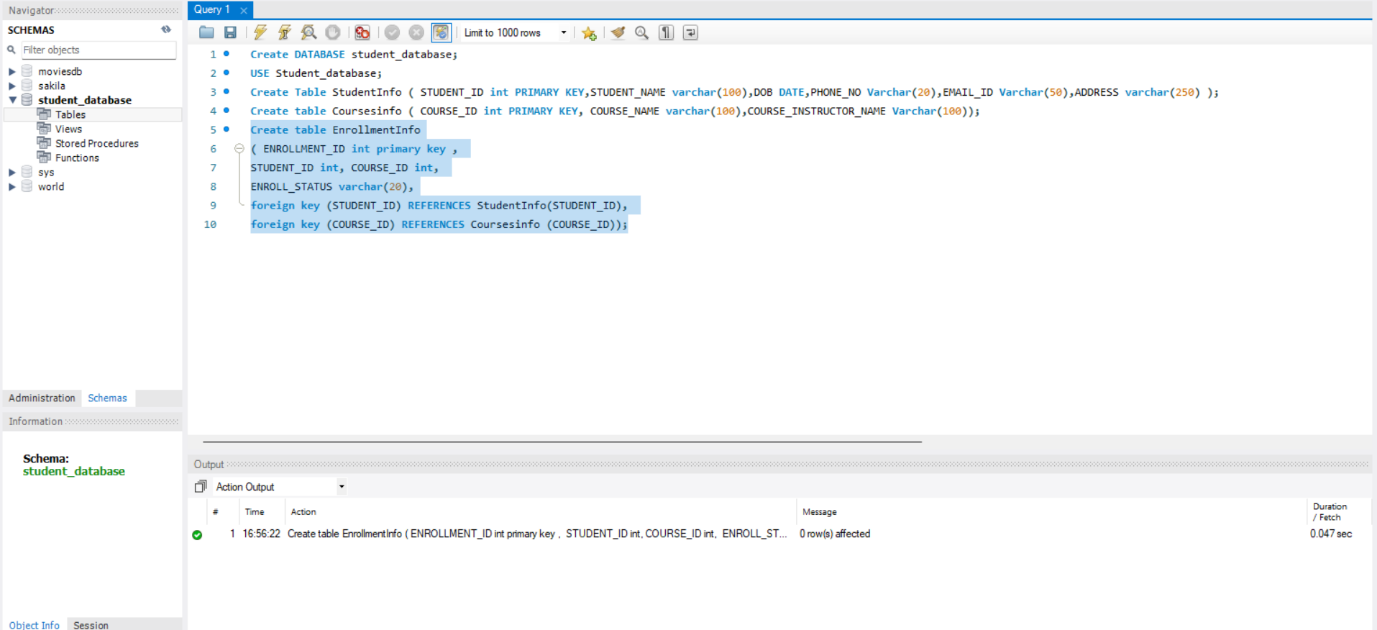 Navigator
SCHEMAS
Filter objects
moviesdb
sakila
student_database
Tables
Views
Stored Procedures
Functions
sys
world
Administration Schemas
Information
Schema:
student_database
Object Info Session
Query 1
Limit to 1000 rows
1 Create DATABASE student_database;
2 USE Student_database;
3 Create Table StudentInfo ( STUDENT_ID int PRIMARY KEY,STUDENT_NAME varchar(100),DOB DATE,PHONE_NO Varchar(20),EMAIL_ID Varchar(50),ADDRESS varchar(250) );
4 Create table Coursesinfo ( COURSE_ID int PRIMARY KEY, COURSE_NAME varchar(100),COURSE_INSTRUCTOR_NAME Varchar(100));
5 Create table EnrollmentInfo
6 ( ENROLLMENT_ID int primary key ,
7 STUDENT_ID int, COURSE_ID int,
8 ENROLL_STATUS varchar(20),
9 foreign key (STUDENT_ID) REFERENCES StudentInfo(STUDENT_ID),
10 foreign key (COURSE_ID) REFERENCES Coursesinfo (COURSE_ID));
Output
Action Output
# Time Action Message Duration / Fetch
1 16:56:22 Create table EnrollmentInfo ( ENROLLMENT_ID int primary key , STUDENT_ID int, COURSE_ID int, ENROLL_ST... 0 row(s) affected 0.047 sec